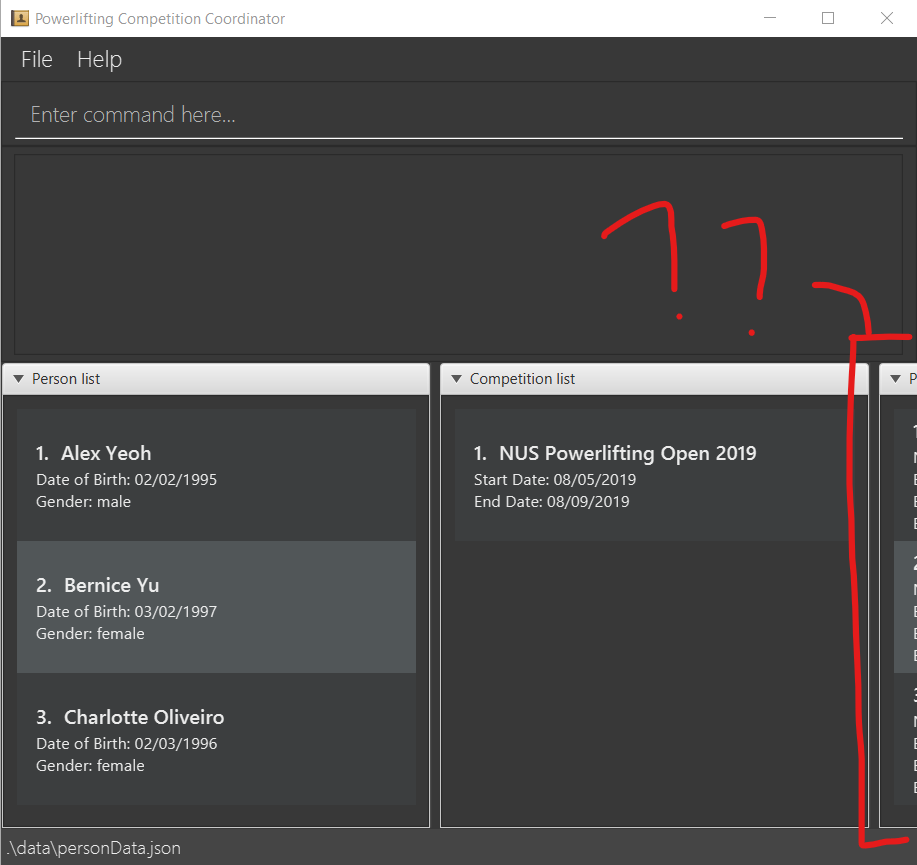 Powerlifting Competition Coordinator
File Help
Enter command here...
? ?
Person list
1. Alex Yeoh
Date of Birth: 02/02/1995
Gender: male
2. Bernice Yu
Date of Birth: 03/02/1997
Gender: female
3. Charlotte Oliveiro
Date of Birth: 02/03/1996
Gender: female
Competition list
1. NUS Powerlifting Open 2019
Start Date: 08/05/2019
End Date: 08/09/2019
P
.\data\personData.json